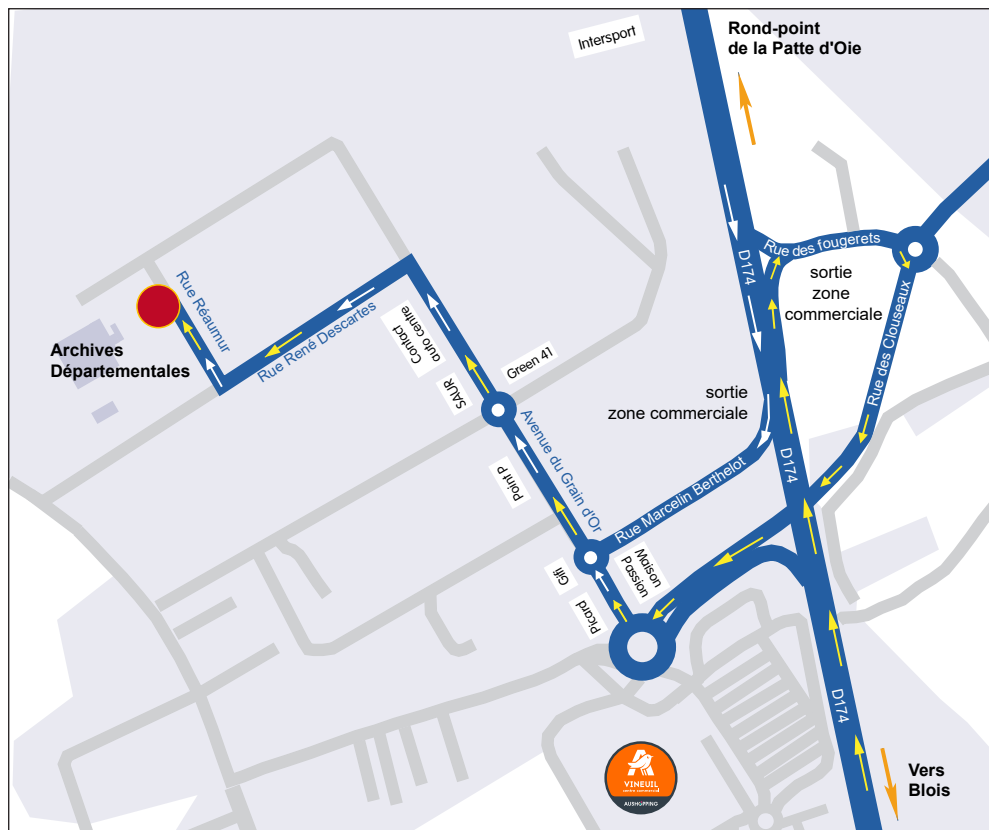 Intersport
Rond-point
de la Patte d'Oie
D174
Rue des fougerets
sortie
zone
commerciale
Rue des Clouseaux
Rue Réaumur
Archives
Départementales
Rue René Descartes
Contact
auto centre
SAUR
Green 41
sortie
zone commerciale
Avenue du Grain d'Or
Point P
D174
Rue Marcelin Berthelot
Maison
Passion
Gifi
Picard
D174
VINEUIL
centre commercial
AUSHOPPING
Vers
Blois